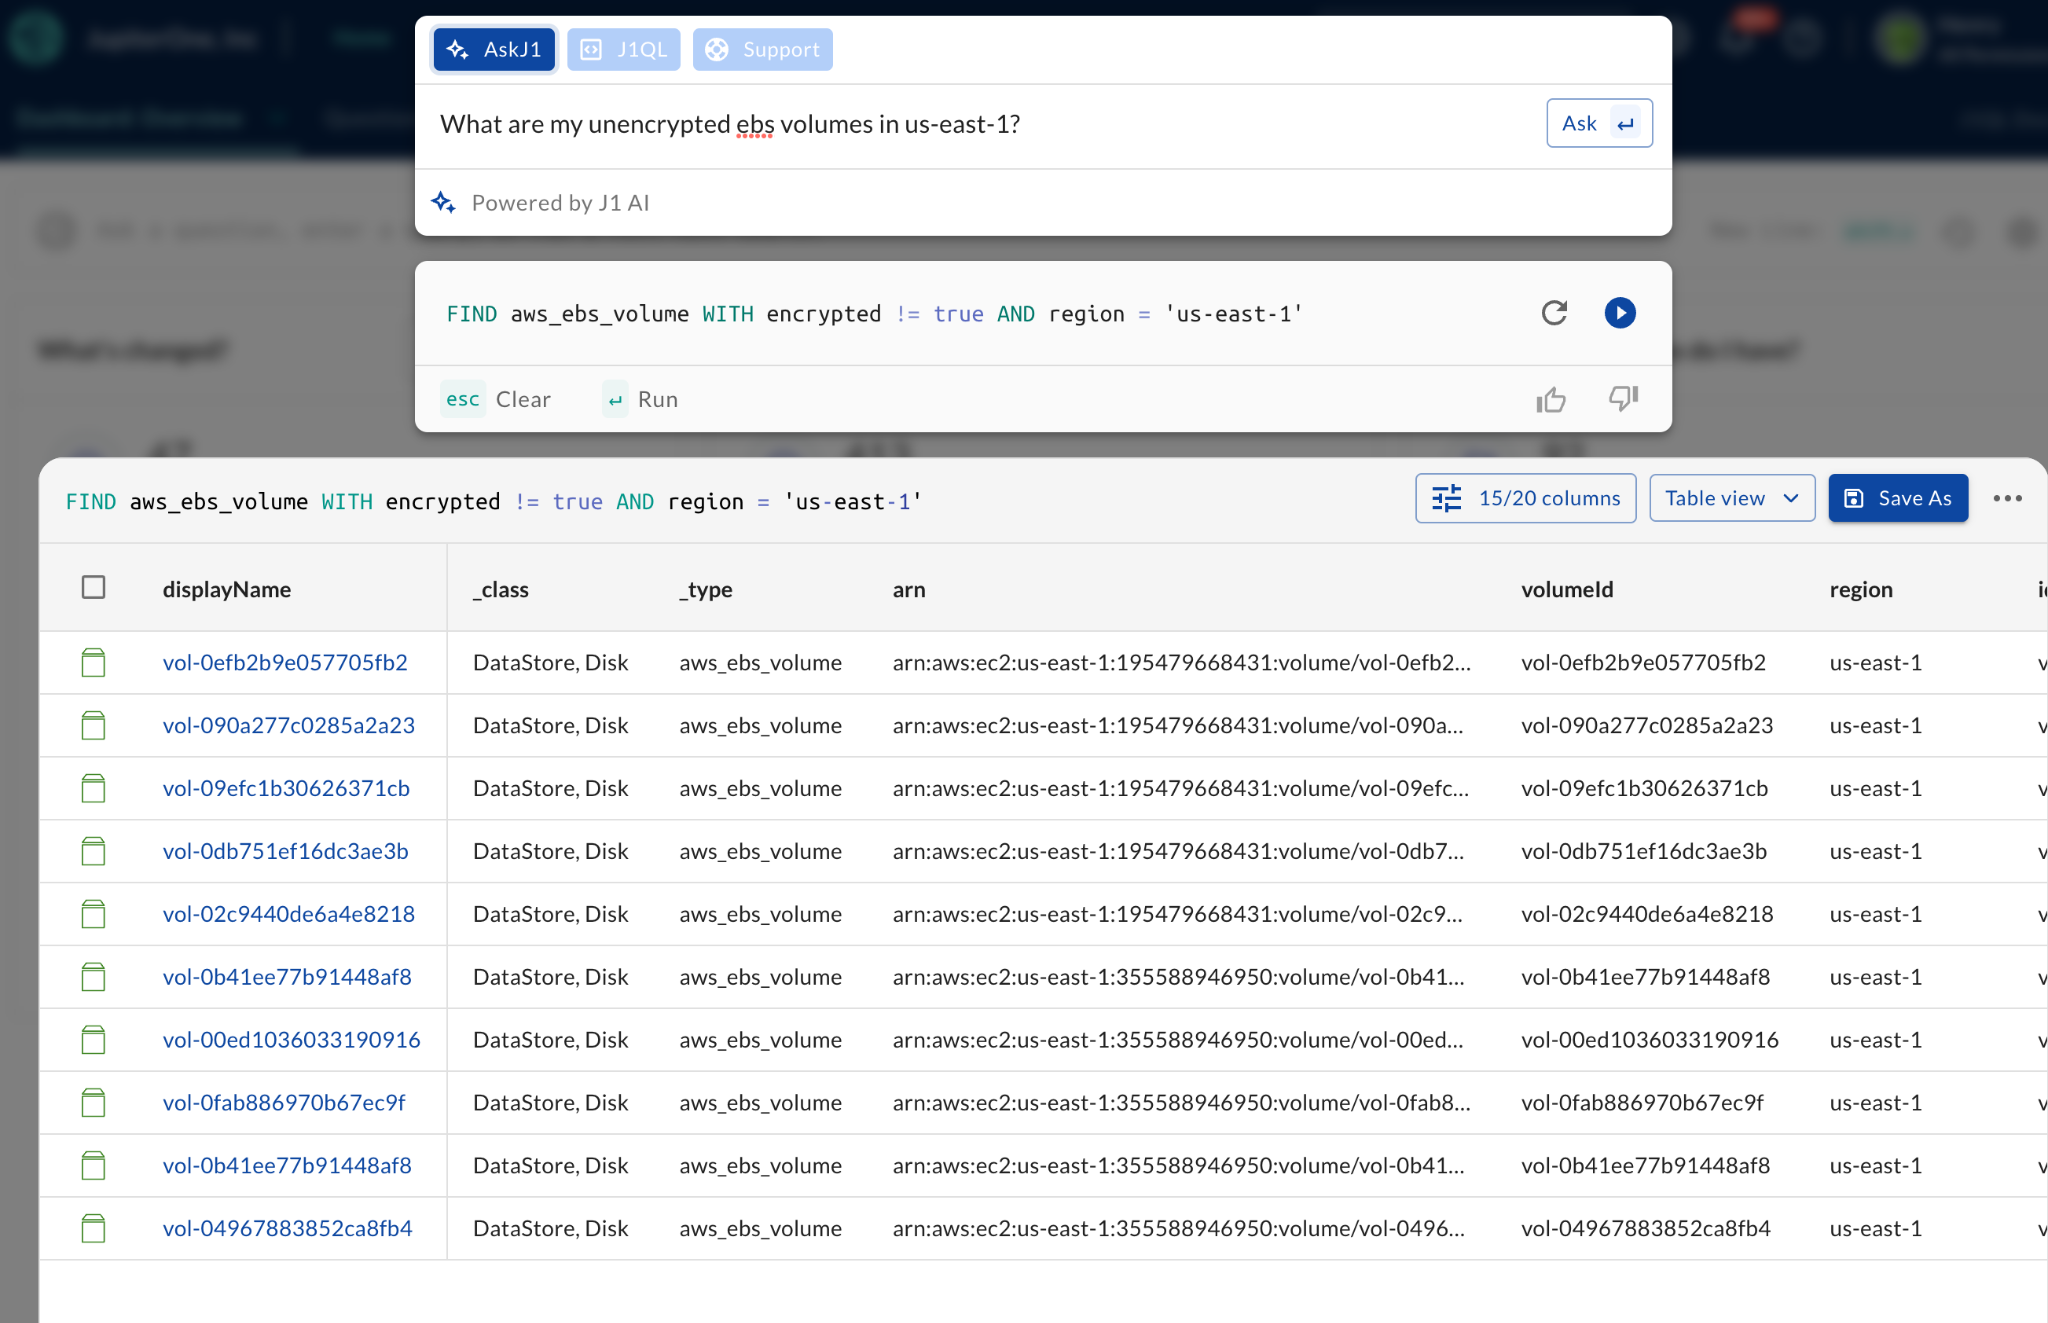 AskJ1 J1QL Support
What are my unencrypted ebs volumes in us-east-1? Ask ↵
Powered by J1 AI
FIND aws_ebs_volume WITH encrypted != true AND region = 'us-east-1'
esc Clear ↵ Run
What's changed?
do I have?
FIND aws_ebs_volume WITH encrypted != true AND region = 'us-east-1' 15/20 columns Table view Save As
displayName _class _type arn volumeId region
vol-0efb2b9e057705fb2 DataStore, Disk aws_ebs_volume arn:aws:ec2:us-east-1:195479668431:volume/vol-0efb2... vol-0efb2b9e057705fb2 us-east-1 v
vol-090a277c0285a2a23 DataStore, Disk aws_ebs_volume arn:aws:ec2:us-east-1:195479668431:volume/vol-090a... vol-090a277c0285a2a23 us-east-1 v
vol-09efc1b30626371cb DataStore, Disk aws_ebs_volume arn:aws:ec2:us-east-1:195479668431:volume/vol-09efc... vol-09efc1b30626371cb us-east-1 v
vol-0db751ef16dc3ae3b DataStore, Disk aws_ebs_volume arn:aws:ec2:us-east-1:195479668431:volume/vol-0db7... vol-0db751ef16dc3ae3b us-east-1 v
vol-02c9440de6a4e8218 DataStore, Disk aws_ebs_volume arn:aws:ec2:us-east-1:195479668431:volume/vol-02c9... vol-02c9440de6a4e8218 us-east-1 v
vol-0b41ee77b91448af8 DataStore, Disk aws_ebs_volume arn:aws:ec2:us-east-1:355588946950:volume/vol-0b41... vol-0b41ee77b91448af8 us-east-1 v
vol-00ed1036033190916 DataStore, Disk aws_ebs_volume arn:aws:ec2:us-east-1:355588946950:volume/vol-00ed... vol-00ed1036033190916 us-east-1 v
vol-0fab886970b67ec9f DataStore, Disk aws_ebs_volume arn:aws:ec2:us-east-1:355588946950:volume/vol-0fab8... vol-0fab886970b67ec9f us-east-1 v
vol-0b41ee77b91448af8 DataStore, Disk aws_ebs_volume arn:aws:ec2:us-east-1:355588946950:volume/vol-0b41... vol-0b41ee77b91448af8 us-east-1 v
vol-04967883852ca8fb4 DataStore, Disk aws_ebs_volume arn:aws:ec2:us-east-1:355588946950:volume/vol-0496... vol-04967883852ca8fb4 us-east-1 v